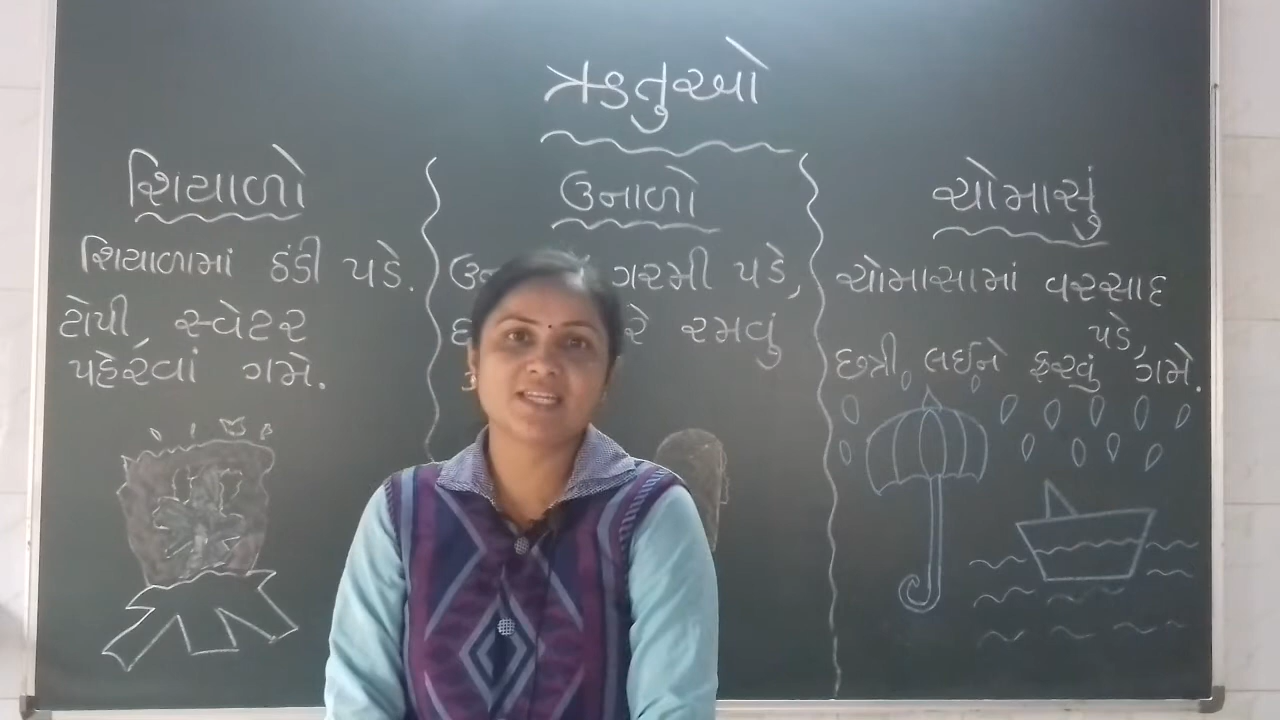 ઋતુઓ
શિયાળો
શિયાળામાં ઠંડી પડે.
ટોપી, સ્વેટર
પહેરવાં ગમે.
ઉનાળો
ગરમી પડે,
રમવું
ચોમાસું
ચોમાસામાં વરસાદ
પડે,
છત્રી લઈને ફરવું ગમે.